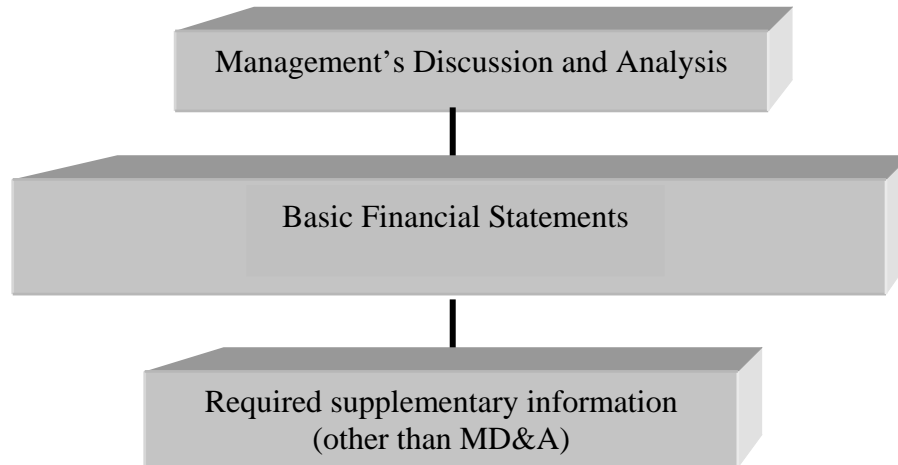 Management’s Discussion and Analysis
Basic Financial Statements
Required supplementary information
(other than MD&A)